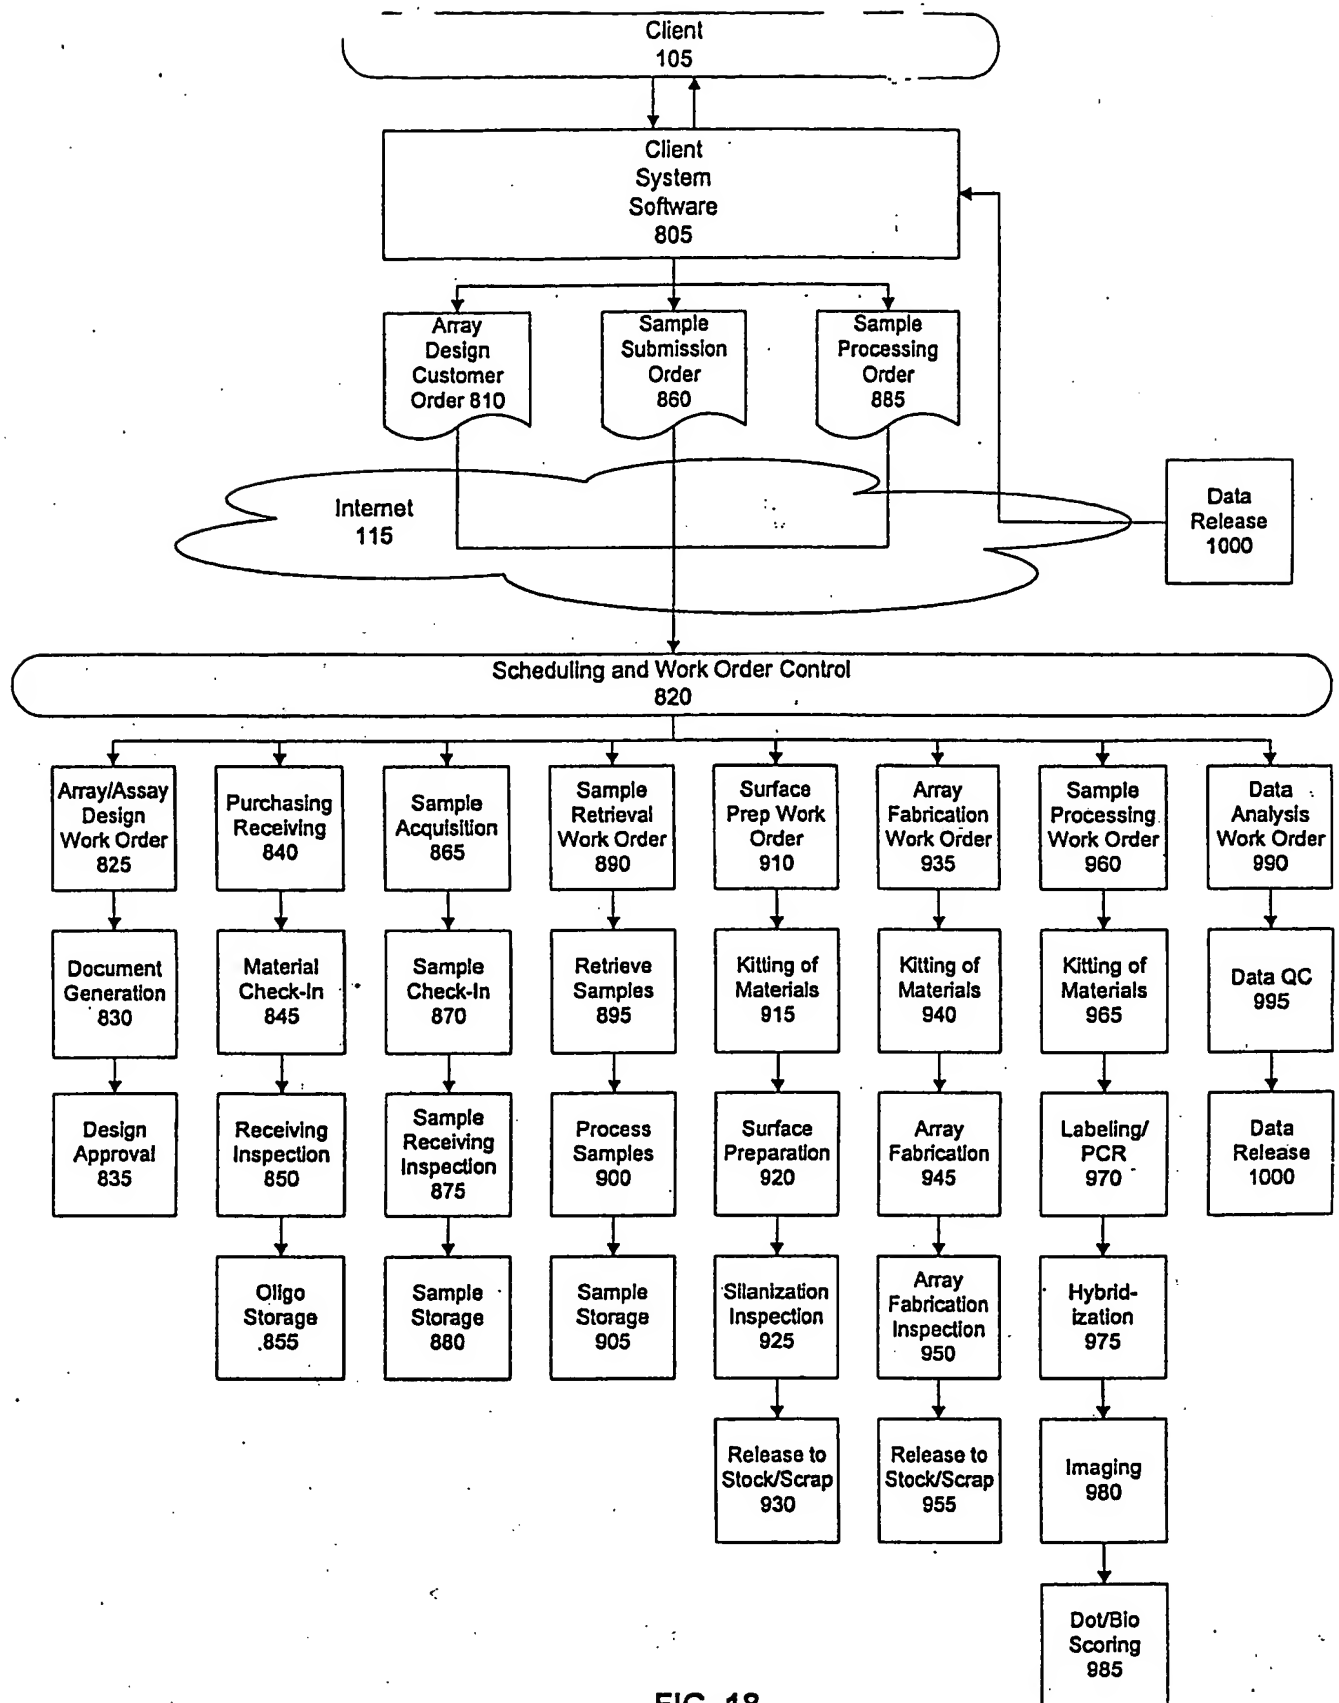 Client
105
Client
System
Software
805
Array
Design
Customer
Order 810
Sample
Submission
Order
860
Sample
Processing
Order
885
Internet
115
Data
Release
1000
Scheduling and Work Order Control
820
Array/Assay
Design
Work Order
825
Purchasing
Receiving
840
Sample
Acquisition
865
Sample
Retrieval
Work Order
890
Surface
Prep Work
Order
910
Array
Fabrication
Work Order
935
Sample
Processing
Work Order
960
Data
Analysis
Work Order
990
Document
Generation
830
Material
Check-In
845
Sample
Check-In
870
Retrieve
Samples
895
Kitting of
Materials
915
Kitting of
Materials
940
Kitting of
Materials
965
Data QC
995
Design
Approval
835
Receiving
Inspection
850
Sample
Receiving
Inspection
875
Process
Samples
900
Surface
Preparation
920
Array
Fabrication
945
Labeling/
PCR
970
Data
Release
1000
Oligo
Storage
855
Sample
Storage
880
Sample
Storage
905
Silanization
Inspection
925
Array
Fabrication
Inspection
950
Hybrid-
ization
975
Release to
Stock/Scrap
930
Release to
Stock/Scrap
955
Imaging
980
Dot/Bio
Scoring
985
FIG. 18